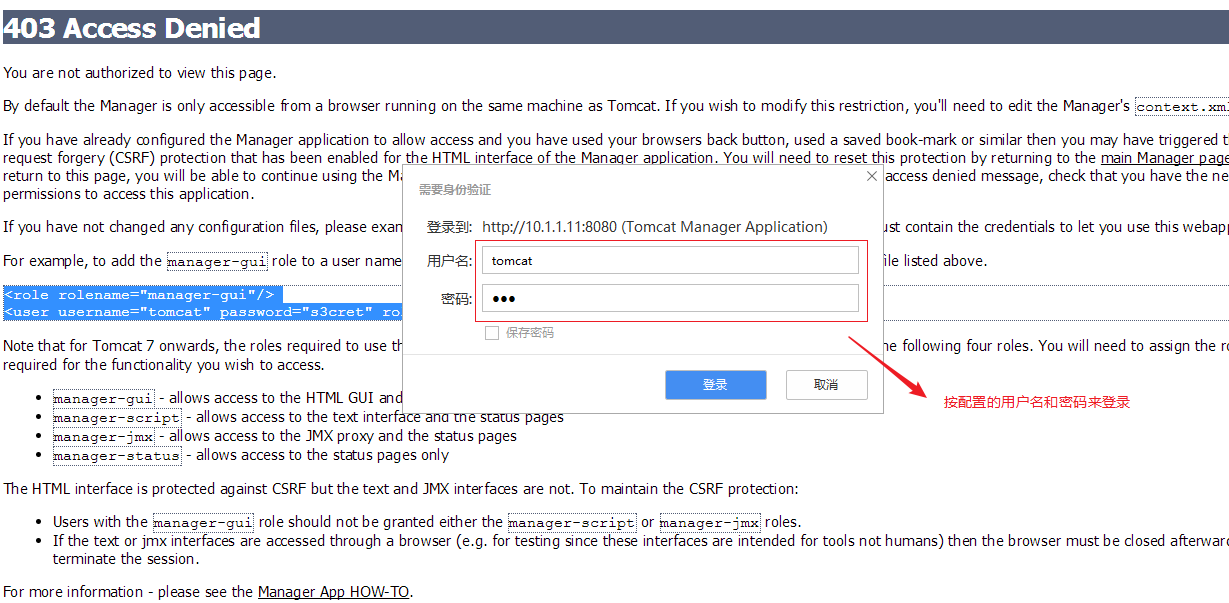 403 Access Denied
You are not authorized to view this page.
By default the Manager is only accessible from a browser running on the same machine as Tomcat. If you wish to modify this restriction, you'll need to edit the Manager's context.xml
If you have already configured the Manager application to allow access and you have used your browsers back button, used a saved book-mark or similar then you may have triggered
request forgery (CSRF) protection that has been enabled for the HTML interface of the Manager application. You will need to reset this protection by returning to the main Manager page
return to this page, you will be able to continue using the access denied message, check that you have the
permissions to access this application.
If you have not changed any configuration files, please contain the credentials to let you use this
For example, to add the manager-gui role to a user name listed above.
<role rolename="manager-gui"/>
<user username="tomcat" password="s3cret"
Note that for Tomcat 7 onwards, the roles required to use following four roles. You will need to assign the
required for the functionality you wish to access.
manager-gui - allows access to the HTML GUI and
manager-script - allows access to the text interface and the status pages
manager-jmx - allows access to the JMX proxy and the status pages
manager-status - allows access to the status pages only
The HTML interface is protected against CSRF but the text and JMX interfaces are not. To maintain the CSRF protection:
Users with the manager-gui role should not be granted either the manager-script or manager-jmx roles.
If the text or jmx interfaces are accessed through a browser (e.g. for testing since these interfaces are intended for tools not humans) then the browser must be closed
terminate the session.
For more information - please see the Manager App HOW-TO.
需要身份验证
登录到: http://10.1.1.11:8080 (Tomcat Manager Application)
用户名: tomcat
密码: ●●●
保存密码
登录 取消
按配置的用户名和密码来登录